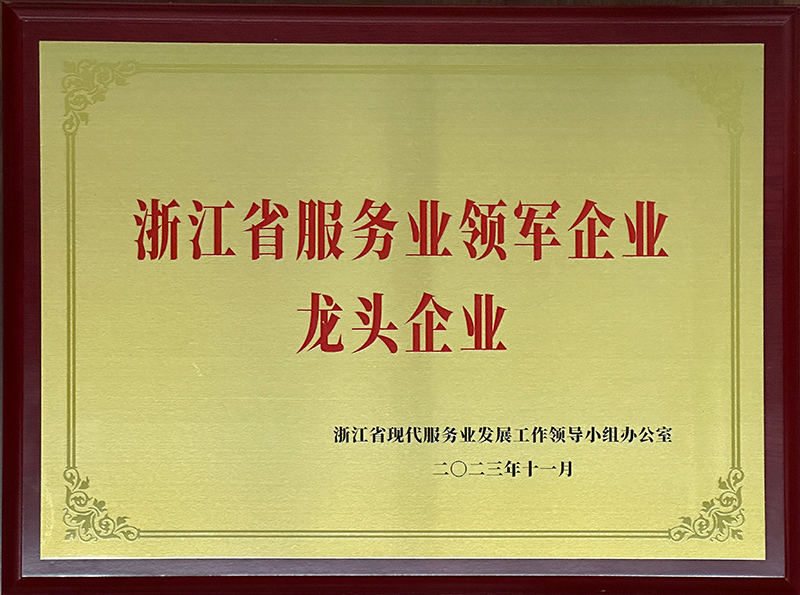 浙江省服务业领军企业
龙头企业
浙江省现代服务业发展工作领导小组办公室
二〇二三年十一月